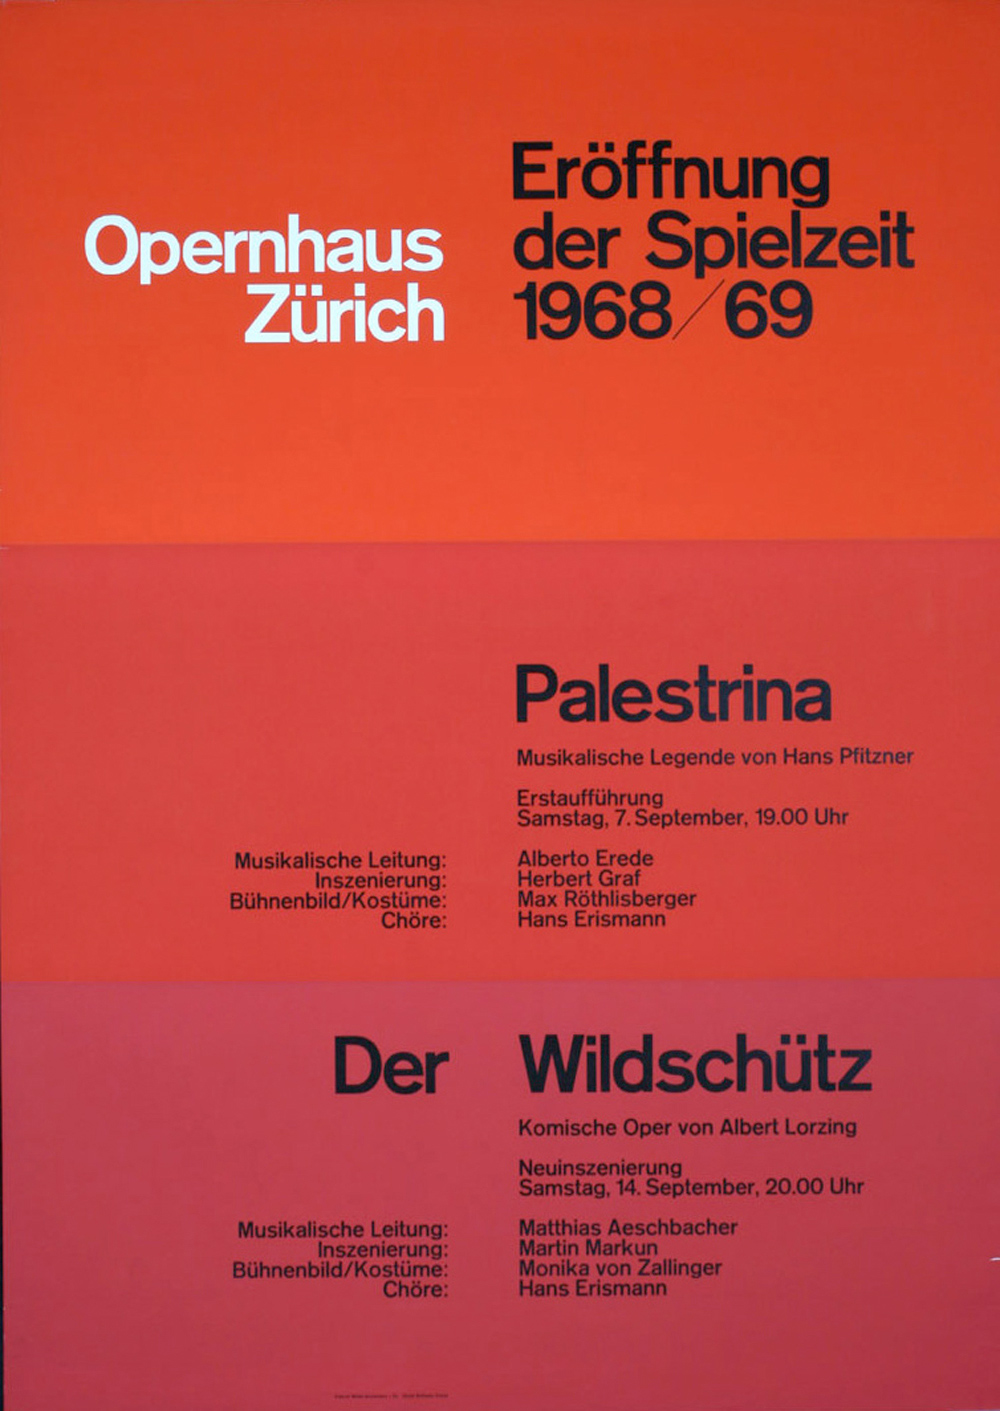 Opernhaus
Zürich
Eröffnung
der Spielzeit
1968/69
Palestrina
Musikalische Legende von Hans Pfitzner
Erstaufführung
Samstag, 7. September, 19.00 Uhr
Musikalische Leitung: Alberto Erede
Inszenierung: Herbert Graf
Bühnenbild/Kostüme: Max Röthlisberger
Chöre: Hans Erismann
Der Wildschütz
Komische Oper von Albert Lorzing
Neuinszenierung
Samstag, 14. September, 20.00 Uhr
Musikalische Leitung: Matthias Aeschbacher
Inszenierung: Martin Markun
Bühnenbild/Kostüme: Monika von Zallinger
Chöre: Hans Erismann